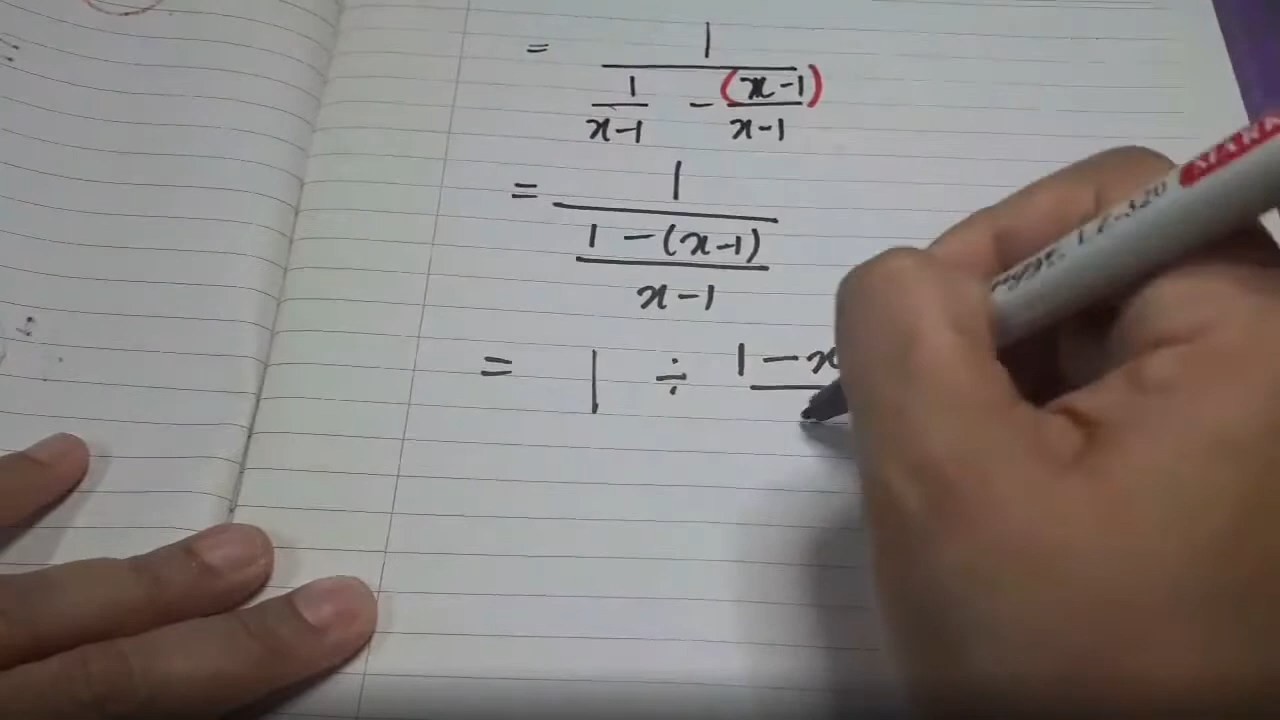 = 1
1/(x-1) - (x-1)/(x-1)
= 1
1 - (x-1)
x-1
= 1 ÷ 1-x